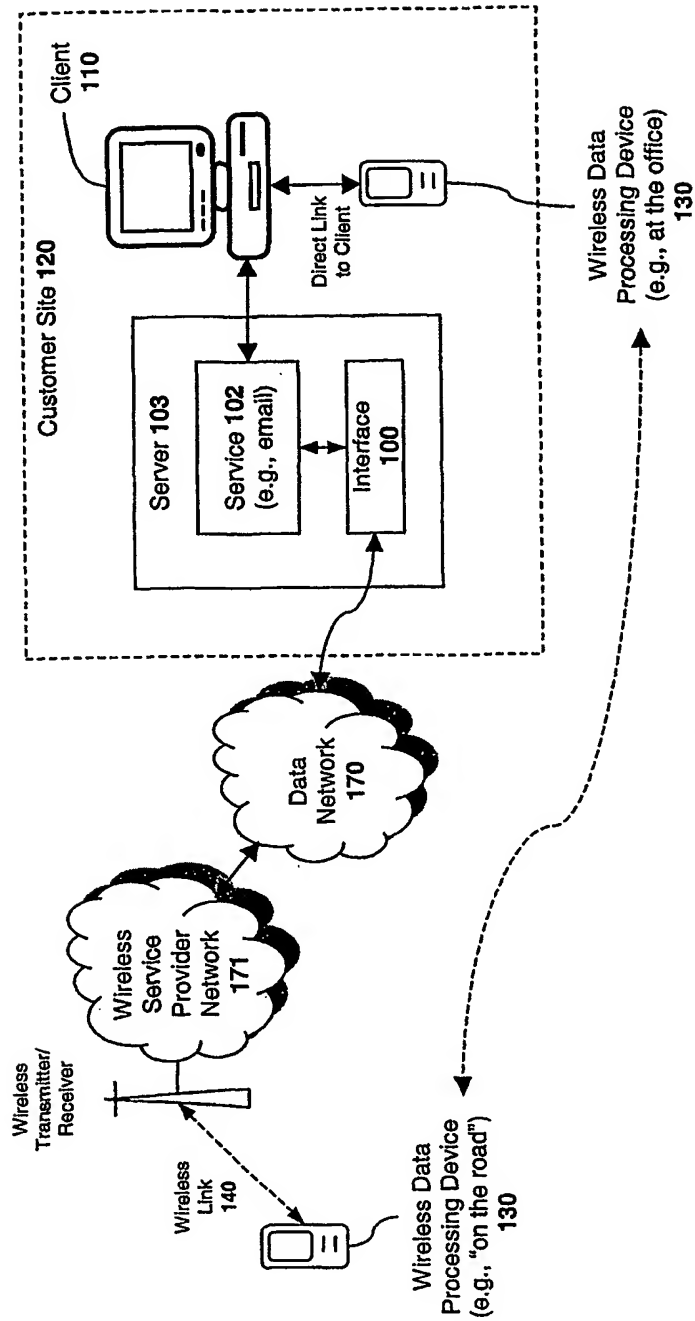 Customer Site 120
Client
110
Server 103
Service 102
(e.g., email)
Interface
100
Direct Link
to Client
Wireless Data
Processing Device
(e.g., at the office)
130
Data
Network
170
Wireless
Service
Provider
Network
171
Wireless
Transmitter/
Receiver
Wireless
Link
140
Wireless Data
Processing Device
(e.g., "on the road")
130